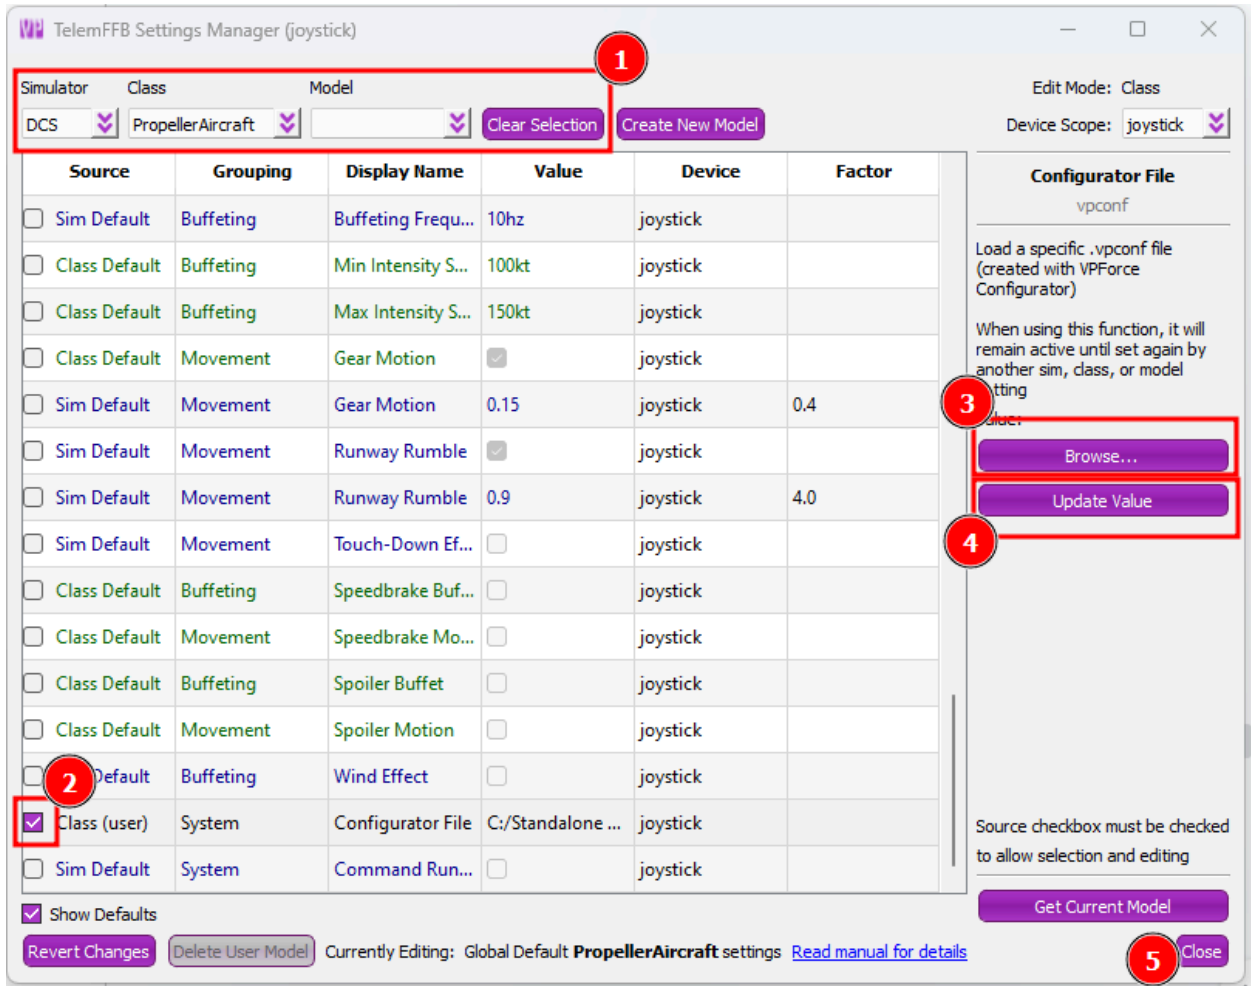 VP TelemFFB Settings Manager (joystick)
1
Simulator Class Model Edit Mode: Class
DCS PropellerAircraft Clear Selection Create New Model Device Scope: joystick
Source Grouping Display Name Value Device Factor
Sim Default Buffeting Buffeting Frequ... 10hz joystick
Class Default Buffeting Min Intensity S... 100kt joystick
Class Default Buffeting Max Intensity S... 150kt joystick
Class Default Movement Gear Motion joystick
Sim Default Movement Gear Motion 0.15 joystick 0.4
Sim Default Movement Runway Rumble joystick
Sim Default Movement Runway Rumble 0.9 joystick 4.0
Sim Default Movement Touch-Down Ef... joystick
Class Default Buffeting Speedbrake Buf... joystick
Class Default Movement Speedbrake Mo... joystick
Class Default Buffeting Spoiler Buffet joystick
Class Default Movement Spoiler Motion joystick
2 Default Buffeting Wind Effect joystick
Class (user) System Configurator File C:/Standalone ... joystick
Sim Default System Command Run... joystick
Configurator File
vpconf
Load a specific .vpconf file
(created with VPForce
Configurator)
When using this function, it will
remain active until set again by
another sim, class, or model
3
Browse...
Update Value
4
Source checkbox must be checked
to allow selection and editing
Get Current Model
Show Defaults
Revert Changes Delete User Model Currently Editing: Global Default PropellerAircraft settings Read manual for details 5 Close